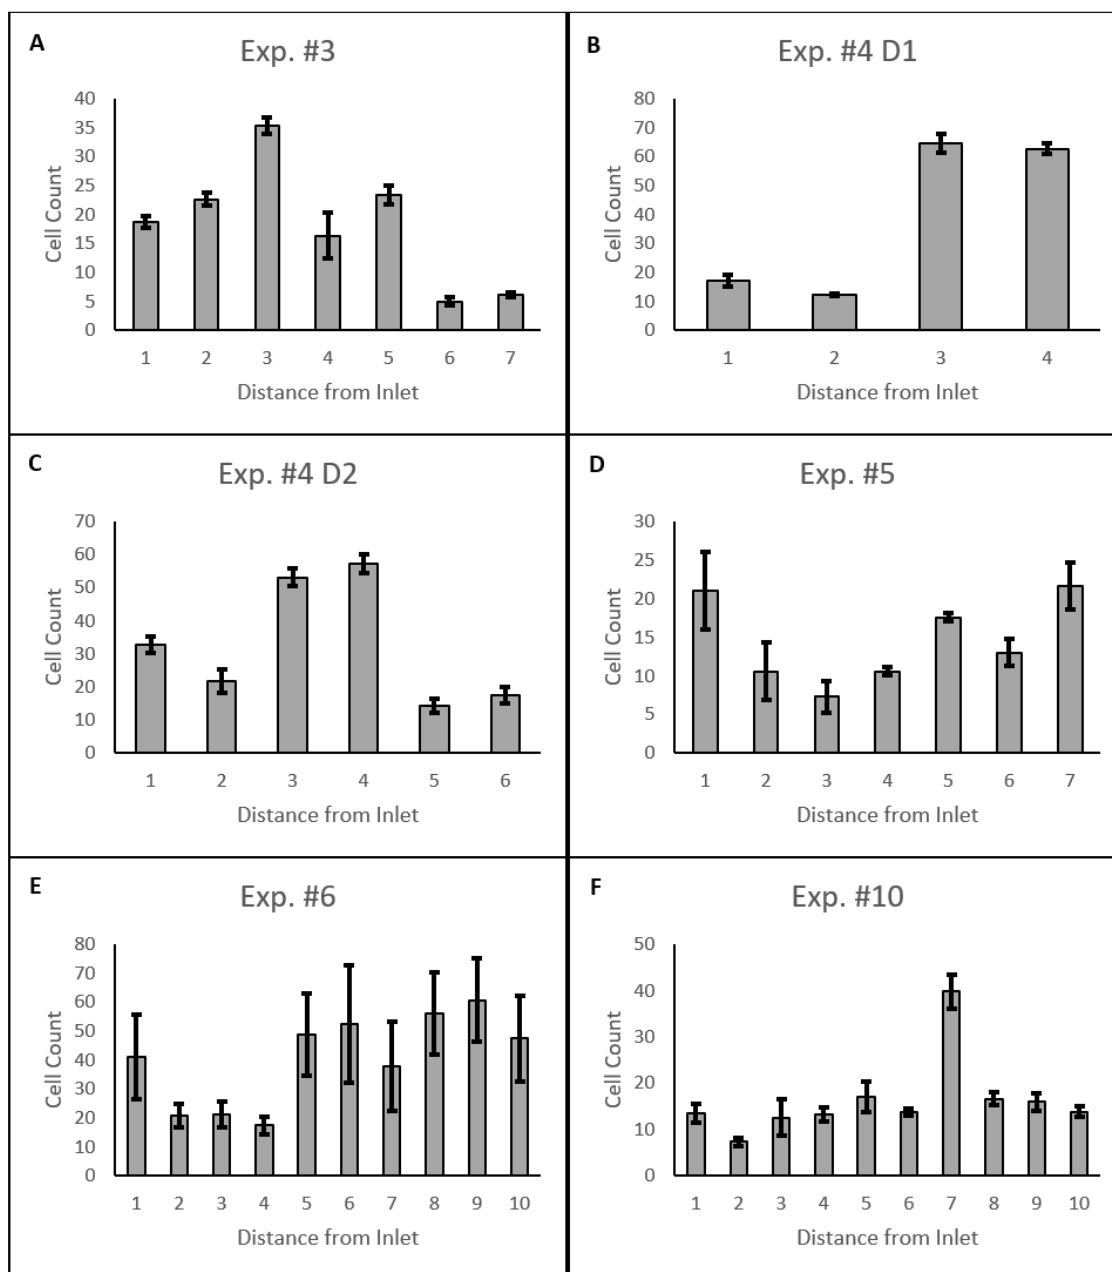 A
Exp. #3
40
35
30
25
20
15
10
5
0
Cell Count
1 2 3 4 5 6 7
Distance from Inlet
B
Exp. #4 D1
80
70
60
50
40
30
20
10
0
Cell Count
1 2 3 4
Distance from Inlet
C
Exp. #4 D2
70
60
50
40
30
20
10
0
Cell Count
1 2 3 4 5 6
Distance from Inlet
D
Exp. #5
30
25
20
15
10
5
0
Cell Count
1 2 3 4 5 6 7
Distance from Inlet
E
Exp. #6
80
70
60
50
40
30
20
10
0
Cell Count
1 2 3 4 5 6 7 8 9 10
Distance from Inlet
F
Exp. #10
50
40
30
20
10
0
Cell Count
1 2 3 4 5 6 7 8 9 10
Distance from Inlet